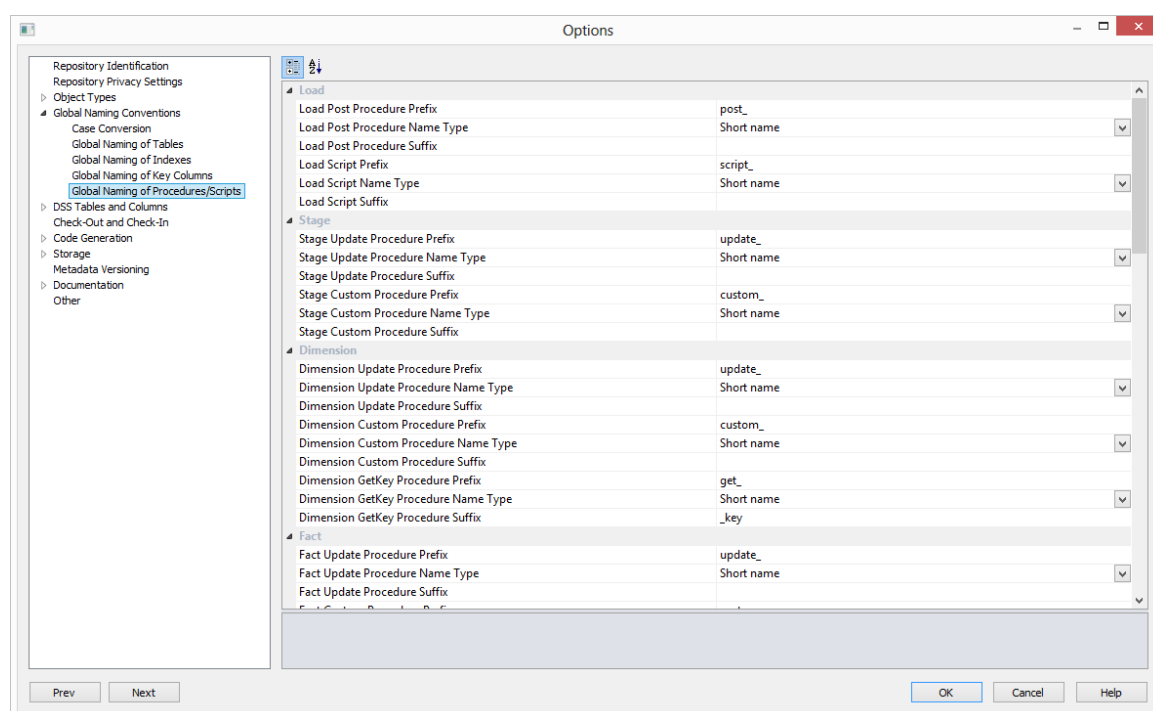 Options
Repository Identification
Repository Privacy Settings
Object Types
Global Naming Conventions
Case Conversion
Global Naming of Tables
Global Naming of Indexes
Global Naming of Key Columns
Global Naming of Procedures/Scripts
DSS Tables and Columns
Check-Out and Check-In
Code Generation
Storage
Metadata Versioning
Documentation
Other
Load
Load Post Procedure Prefix post_
Load Post Procedure Name Type Short name
Load Post Procedure Suffix
Load Script Prefix script_
Load Script Name Type Short name
Load Script Suffix
Stage
Stage Update Procedure Prefix update_
Stage Update Procedure Name Type Short name
Stage Update Procedure Suffix
Stage Custom Procedure Prefix custom_
Stage Custom Procedure Name Type Short name
Stage Custom Procedure Suffix
Dimension
Dimension Update Procedure Prefix update_
Dimension Update Procedure Name Type Short name
Dimension Update Procedure Suffix
Dimension Custom Procedure Prefix custom_
Dimension Custom Procedure Name Type Short name
Dimension Custom Procedure Suffix
Dimension GetKey Procedure Prefix get_
Dimension GetKey Procedure Name Type Short name
Dimension GetKey Procedure Suffix _key
Fact
Fact Update Procedure Prefix update_
Fact Update Procedure Name Type Short name
Fact Update Procedure Suffix
Prev Next OK Cancel Help